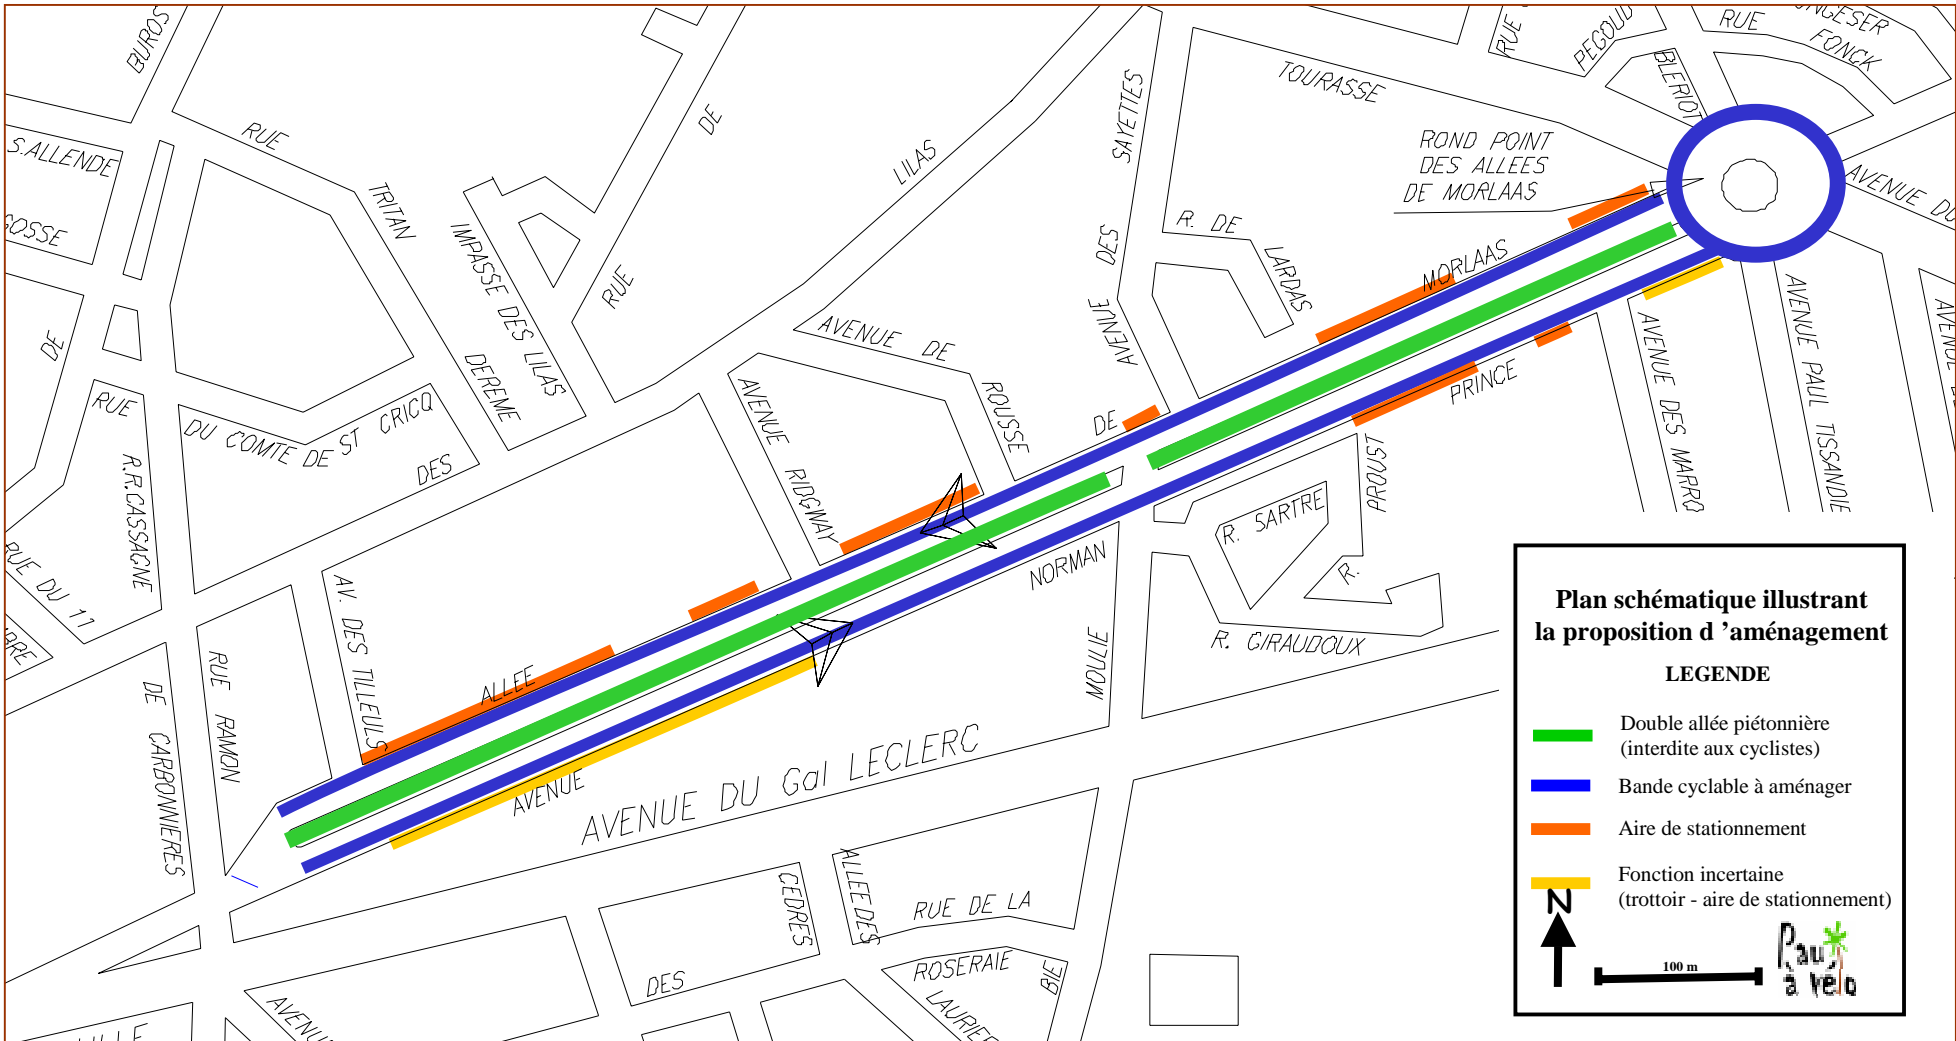 BUROS
S.ALLENDE
RUE
TRITAN
DEREME
IMPASSE DES LILAS
RUE
DE
LILAS
DES
DE
RUE
R.R.CASSAGNE
DU COMTE DE ST CRICQ
RUE DU 11
DE CARBONNIERES
RUE RAMON
AV. DES TILLEULS
AVENUE RIDGWAY
AVENUE DE
ROUSSE
AVENUE
DES
SAYETTES
R. DE
LARDAS
TOURASSE
RUE
PEGOUD
BLERIOT
RUE
FONCK
ROND POINT
DES ALLEES
DE MORLAAS
AVENUE DU
ALLEE
DE
MORLAAS
AVENUE
NORMAN
PRINCE
AVENUE DES
AVENUE PAUL TISSANDIE
PROUST
R. SARTRE
R.
R. GIRAUDOUX
MOULIE
AVENUE DU Gal LECLERC
CEDRES
DES
ALLEE DES
RUE DE LA
ROSERAIE
BIE
Plan schématique illustrant
la proposition d ’aménagement
LEGENDE
Double allée piétonnière
(interdite aux cyclistes)
Bande cyclable à aménager
Aire de stationnement
Fonction incertaine
(trottoir - aire de stationnement)
N
100 m
Pau
à vélo